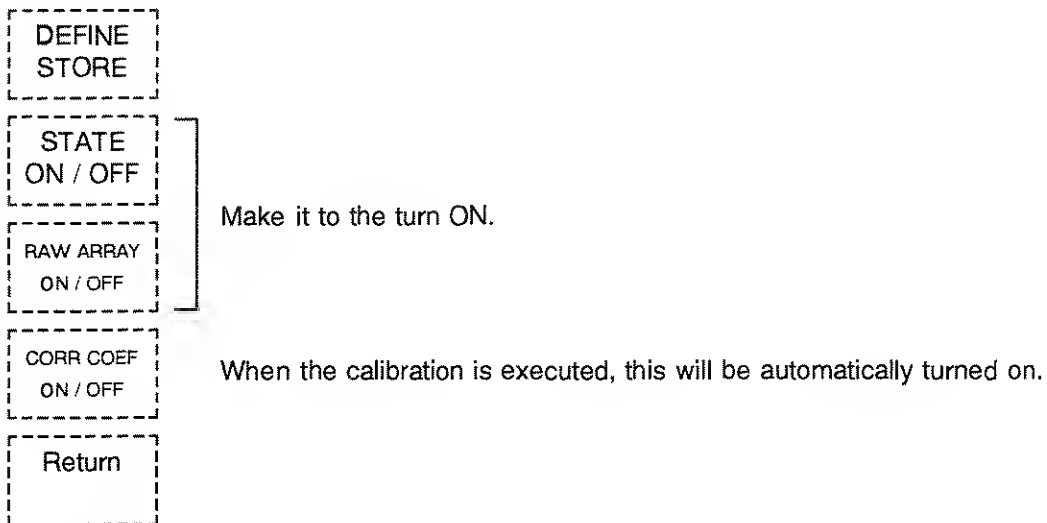 DEFINE
STORE
STATE
ON / OFF
Make it to the turn ON.
RAW ARRAY
ON / OFF
CORR COEF
ON / OFF
When the calibration is executed, this will be automatically turned on.
Return